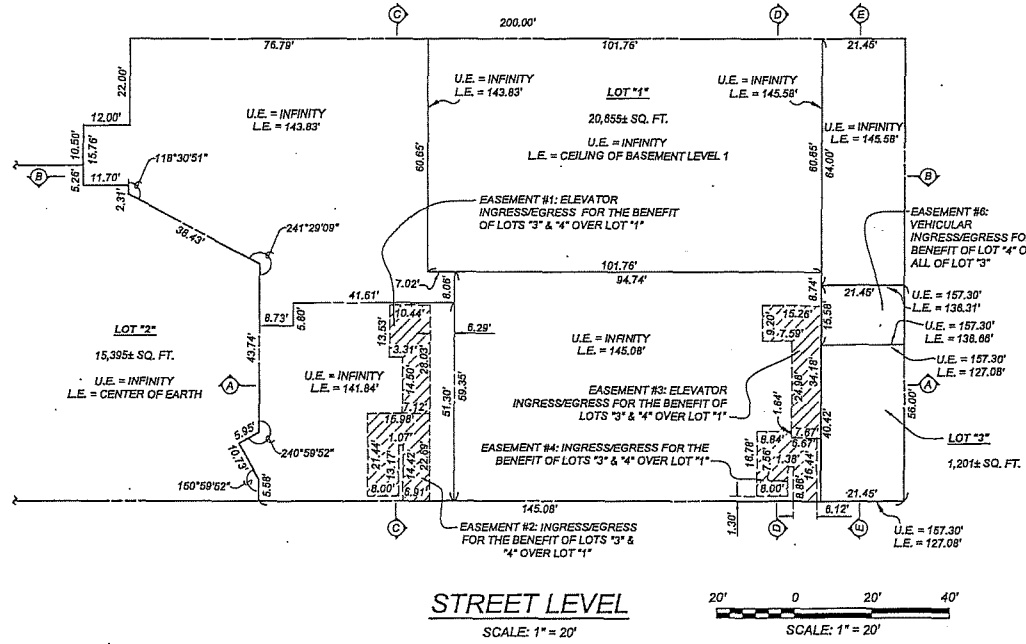 C
D
E
200.00'
76.79'
101.76'
21.45'
22.00'
12.00'
10.50'
15.76'
5.26'
11.70'
2.31'
118°30'51"
38.43'
241°29'09"
B
U.E. = INFINITY
L.E. = 143.83'
U.E. = INFINITY
L.E. = 143.83'
60.65'
LOT "1"
20,855± SQ. FT.
U.E. = INFINITY
L.E. = CEILING OF BASEMENT LEVEL 1
U.E. = INFINITY
L.E. = 145.58'
60.85'
64.00'
U.E. = INFINITY
L.E. = 145.58'
B
EASEMENT #1: ELEVATOR
INGRESS/EGRESS FOR THE BENEFIT
OF LOTS "3" & "4" OVER LOT "1"
EASEMENT #6:
VEHICULAR
INGRESS/EGRESS FO
BENEFIT OF LOT "4" O
ALL OF LOT "3"
101.76'
94.74'
7.02'
8.06'
41.61'
8.73'
5.80'
43.74'
8.74'
15.58'
21.45'
U.E. = 157.30'
L.E. = 136.31'
U.E. = 157.30'
L.E. = 138.66'
U.E. = 157.30'
L.E. = 127.08'
LOT "2"
15,395± SQ. FT.
U.E. = INFINITY
L.E. = CENTER OF EARTH
A
U.E. = INFINITY
L.E. = 141.84'
10.44'
13.53'
3.31'
28.03'
14.50'
7.12'
6.29'
51.30'
59.35'
U.E. = INFINITY
L.E. = 145.08'
15.26'
9.20'
7.59'
24.96'
34.18'
40.42'
A
56.00'
EASEMENT #3: ELEVATOR
INGRESS/EGRESS FOR THE BENEFIT OF
LOTS "3" & "4" OVER LOT "1"
1.64'
EASEMENT #4: INGRESS/EGRESS FOR THE
BENEFIT OF LOTS "3" & "4" OVER LOT "1"
LOT "3"
1,201± SQ. FT.
5.95'
10.73'
240°59'52"
150°59'52"
5.58'
1.07'
21.44'
13.17'
14.42'
22.69'
8.00'
6.91'
7.67'
6.67'
8.84'
16.78'
7.56'
1.38'
16.44'
8.00'
8.86'
145.08'
21.45'
1.30'
6.12'
U.E. = 157.30'
L.E. = 127.08'
C
D
E
EASEMENT #2: INGRESS/EGRESS
FOR THE BENEFIT OF LOTS "3" &
"4" OVER LOT "1"
STREET LEVEL
SCALE: 1" = 20'
20'
0
20'
40'
SCALE: 1" = 20'